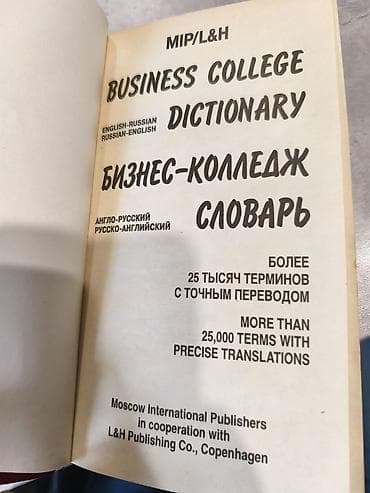 MIP/L&H
BUSINESS COLLEGE
ENGLISH-RUSSIAN
RUSSIAN-ENGLISH
DICTIONARY
БИЗНЕС-КОЛЛЕДЖ
АНГЛО-РУССКИЙ
РУССКО-АНГЛИЙСКИЙ
СЛОВАРЬ
БОЛЕЕ
25 ТЫСЯЧ ТЕРМИНОВ
С ТОЧНЫМ ПЕРЕВОДОМ
MORE THAN
25,000 TERMS WITH
PRECISE TRANSLATIONS
Moscow International Publishers
in cooperation with
L&H Publishing Co., Copenhagen